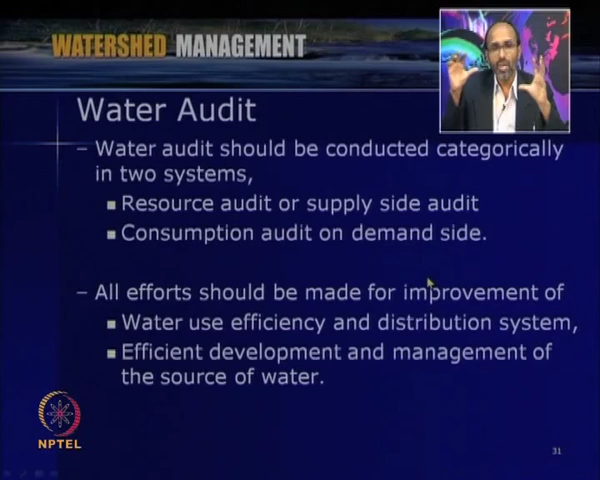 WATERSHED MANAGEMENT
Water Audit
– Water audit should be conducted categorically
in two systems,
▪ Resource audit or supply side audit
▪ Consumption audit on demand side.
– All efforts should be made for improvement of
▪ Water use efficiency and distribution system,
▪ Efficient development and management of
the source of water.
NPTEL
31